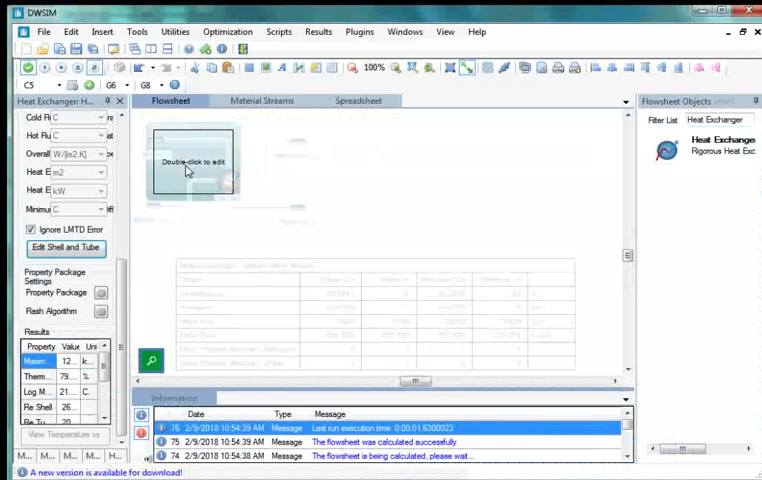 DWSIM
File Edit Insert Tools Utilities Optimization Scripts Results Plugins Windows View Help
100%
C5 G6 G8
Heat Exchanger: H...
Flowsheet Material Streams Spreadsheet
Flowsheet Objects
Filter List Heat Exchanger
Heat Exchange
Rigorous Heat Exc
Double-click to edit
Cold Fl C
Hot Flu C
Overall W/[m2.K]
Heat E m2
Heat E kW
Minimu C
Ignore LMTD Error
Edit Shell and Tube
Property Package
Settings
Property Package
Flash Algorithm
Results
Property Value Uni
Maxim... 12... k...
Therm... 79... %
Log M... 21... C.
Re Shell 26...
Re Tu
View Temperature vs
M... M... M... H...
Information
Date Type Message
76 2/9/2018 10:54:39 AM Message Last run execution time: 0:00:01.6300023
75 2/9/2018 10:54:39 AM Message The flowsheet was calculated successfully.
74 2/9/2018 10:54:38 AM Message The flowsheet is being calculated, please wait...
A new version is available for download!